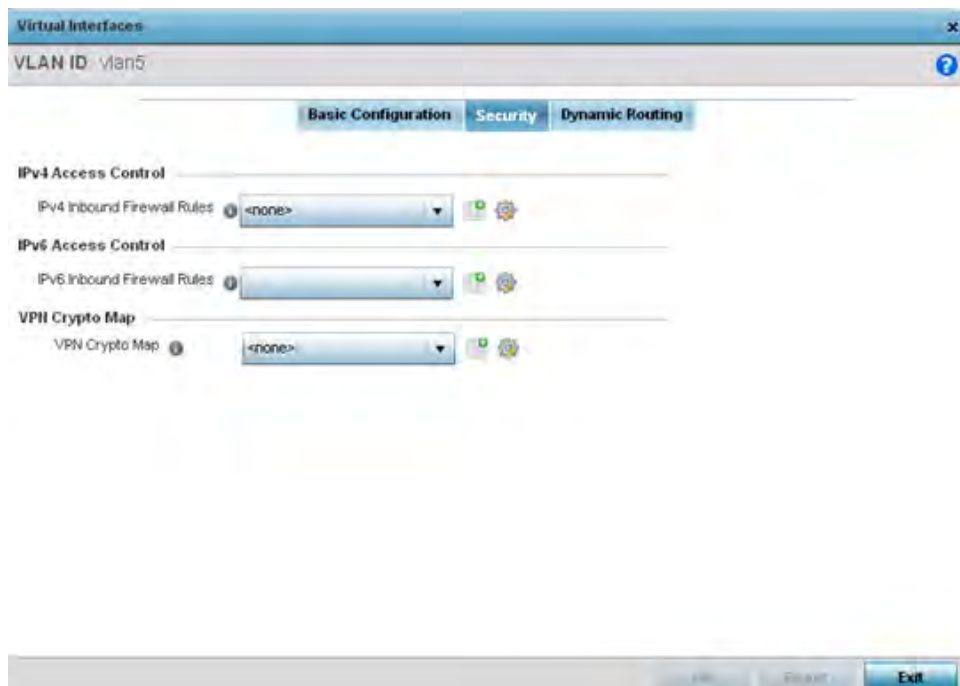 Virtual Interfaces
VLAN ID vlan5
Basic Configuration Security Dynamic Routing
IPv4 Access Control
IPv4 Inbound Firewall Rules <none>
IPv6 Access Control
IPv6 Inbound Firewall Rules
VPN Crypto Map
VPN Crypto Map <none>
Exit